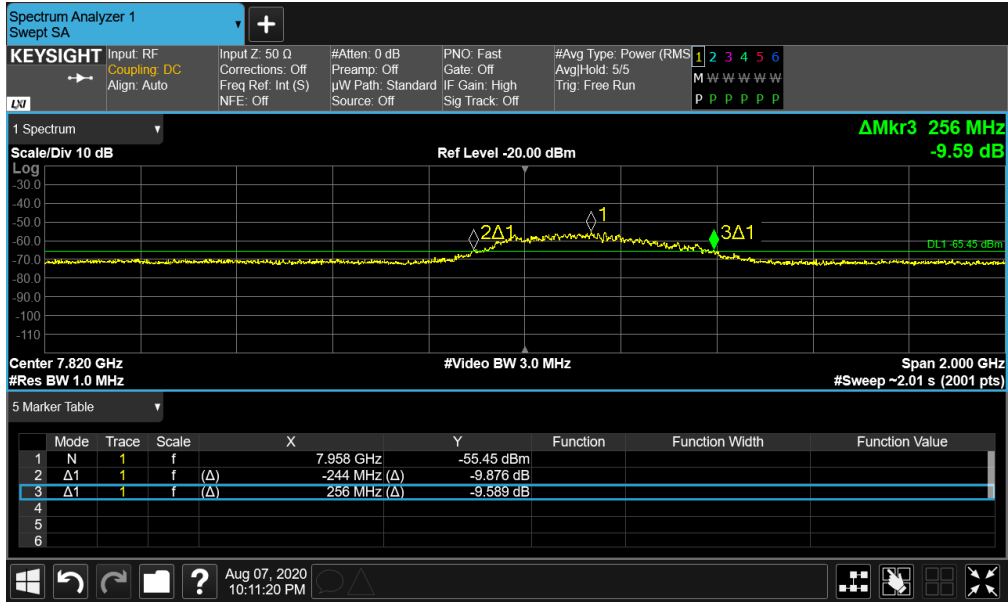 Spectrum Analyzer 1
Swept SA
+
KEYSIGHT
LXI
Input: RF
Coupling: DC
Align: Auto
Input Z: 50 Ω
Corrections: Off
Freq Ref: Int (S)
NFE: Off
#Atten: 0 dB
Preamp: Off
µW Path: Standard
Source: Off
PNO: Fast
Gate: Off
IF Gain: High
Sig Track: Off
#Avg Type: Power (RMS
Avg|Hold: 5/5
Trig: Free Run
1 2 3 4 5 6
M W W W W W
P P P P P P
1 Spectrum
ΔMkr3 256 MHz
Scale/Div 10 dB Ref Level -20.00 dBm -9.59 dB
Log
-30.0
-40.0
-50.0
-60.0
-70.0
-80.0
-90.0
-100
-110
1
2Δ1
3Δ1
DL1 -65.45 dBm
Center 7.820 GHz #Video BW 3.0 MHz Span 2.000 GHz
#Res BW 1.0 MHz #Sweep ~2.01 s (2001 pts)
5 Marker Table
Mode Trace Scale X Y Function Function Width Function Value
1 N 1 f 7.958 GHz -55.45 dBm
2 Δ1 1 f (Δ) -244 MHz (Δ) -9.876 dB
3 Δ1 1 f (Δ) 256 MHz (Δ) -9.589 dB
4
5
6
?
Aug 07, 2020
10:11:20 PM